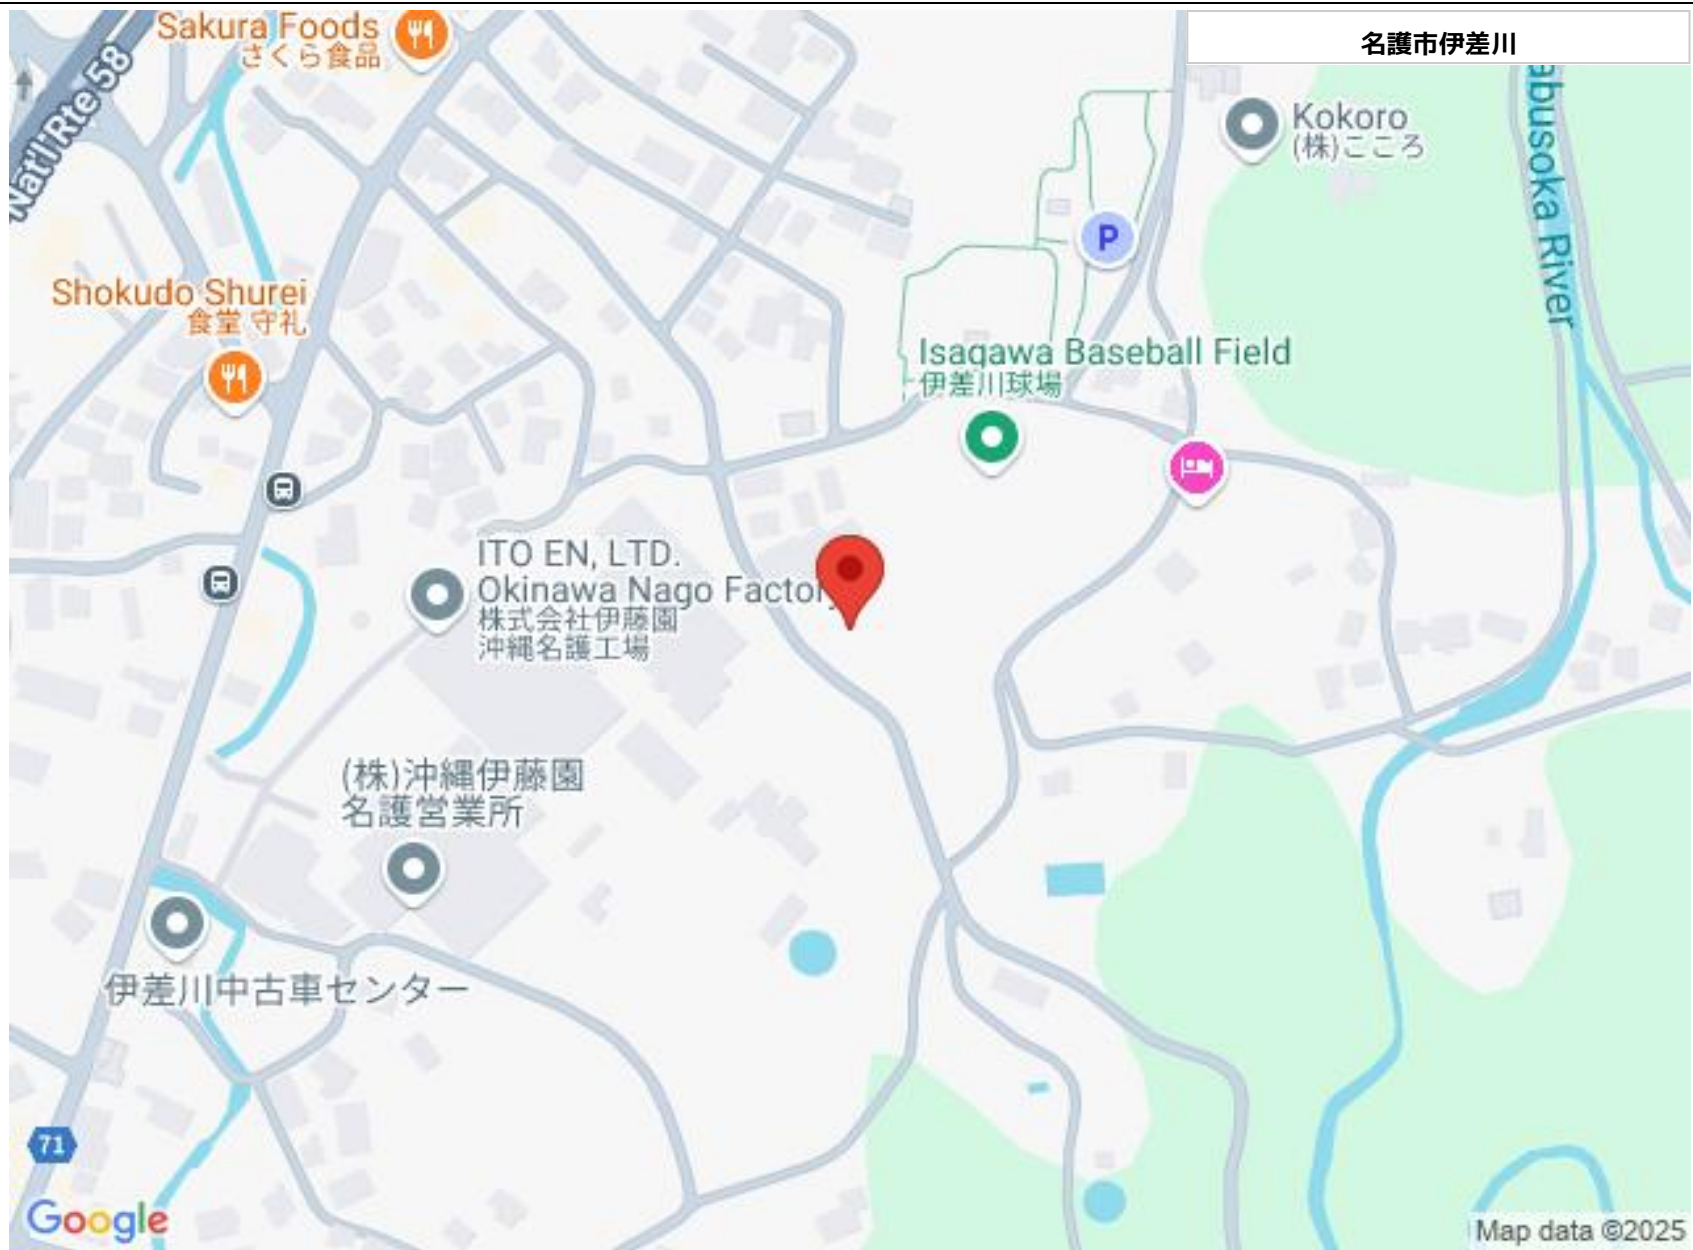 Sakura Foods
さくら食品
名護市伊差川
Nat'l Rte 58
Kokoro
(株)こころ
abusoka River
P
Shokudo Shurei
食堂 守礼
Isagawa Baseball Field
伊差川球場
ITO EN, LTD.
Okinawa Nago Factor
株式会社伊藤園
沖縄名護工場
(株)沖縄伊藤園
名護営業所
伊差川中古車センター
71
Google
Map data ©2025